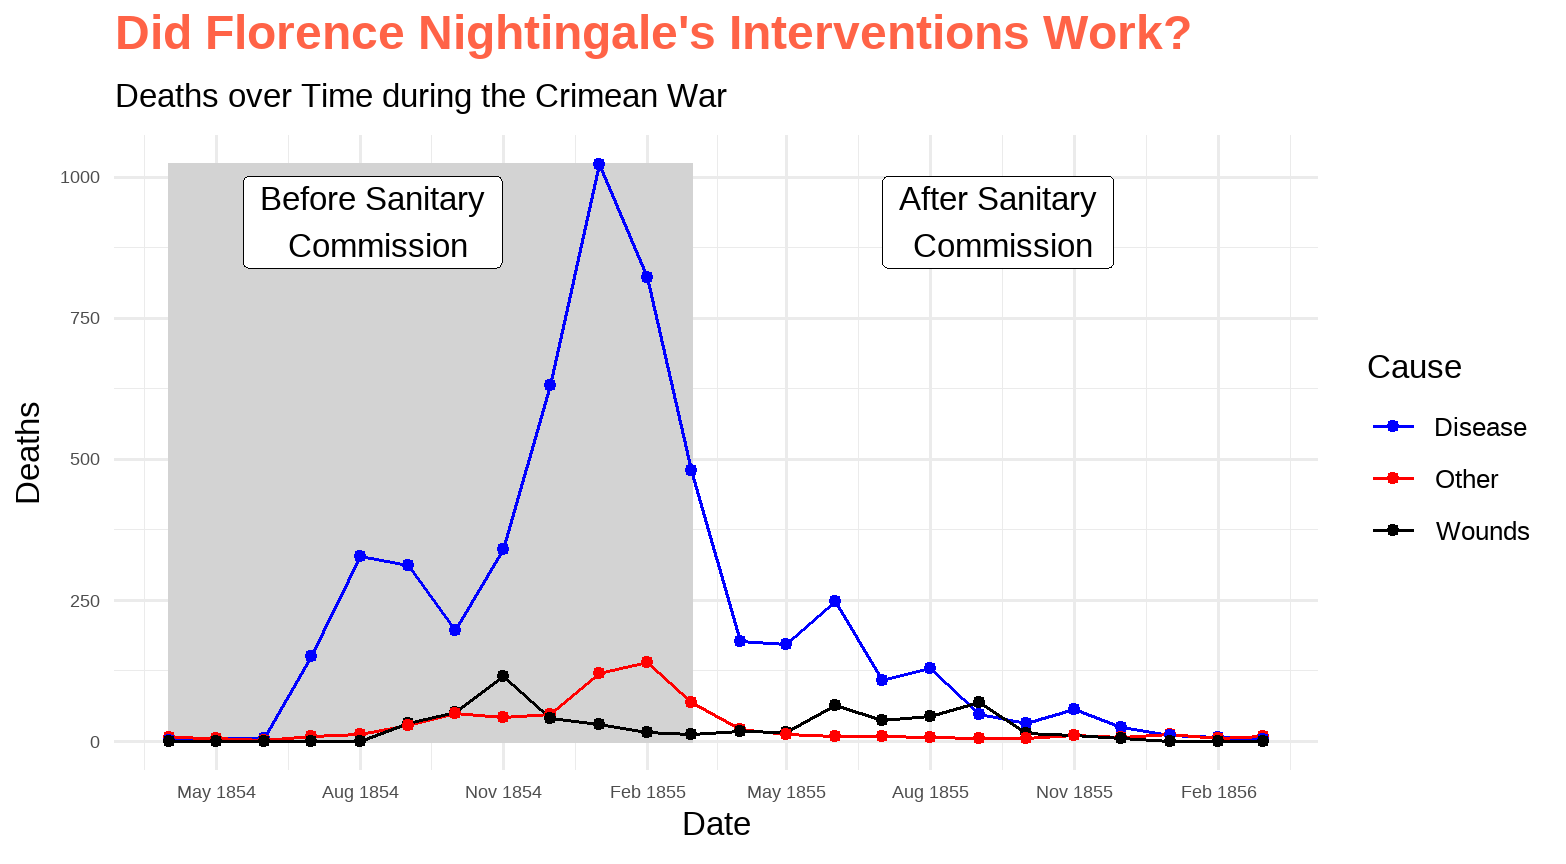 Did Florence Nightingale's Interventions Work?
Deaths over Time during the Crimean War
Before Sanitary
Commission
After Sanitary
Commission
1000
750
500
250
0
Deaths
May 1854
Aug 1854
Nov 1854
Feb 1855
May 1855
Aug 1855
Nov 1855
Feb 1856
Date
Cause
Disease
Other
Wounds